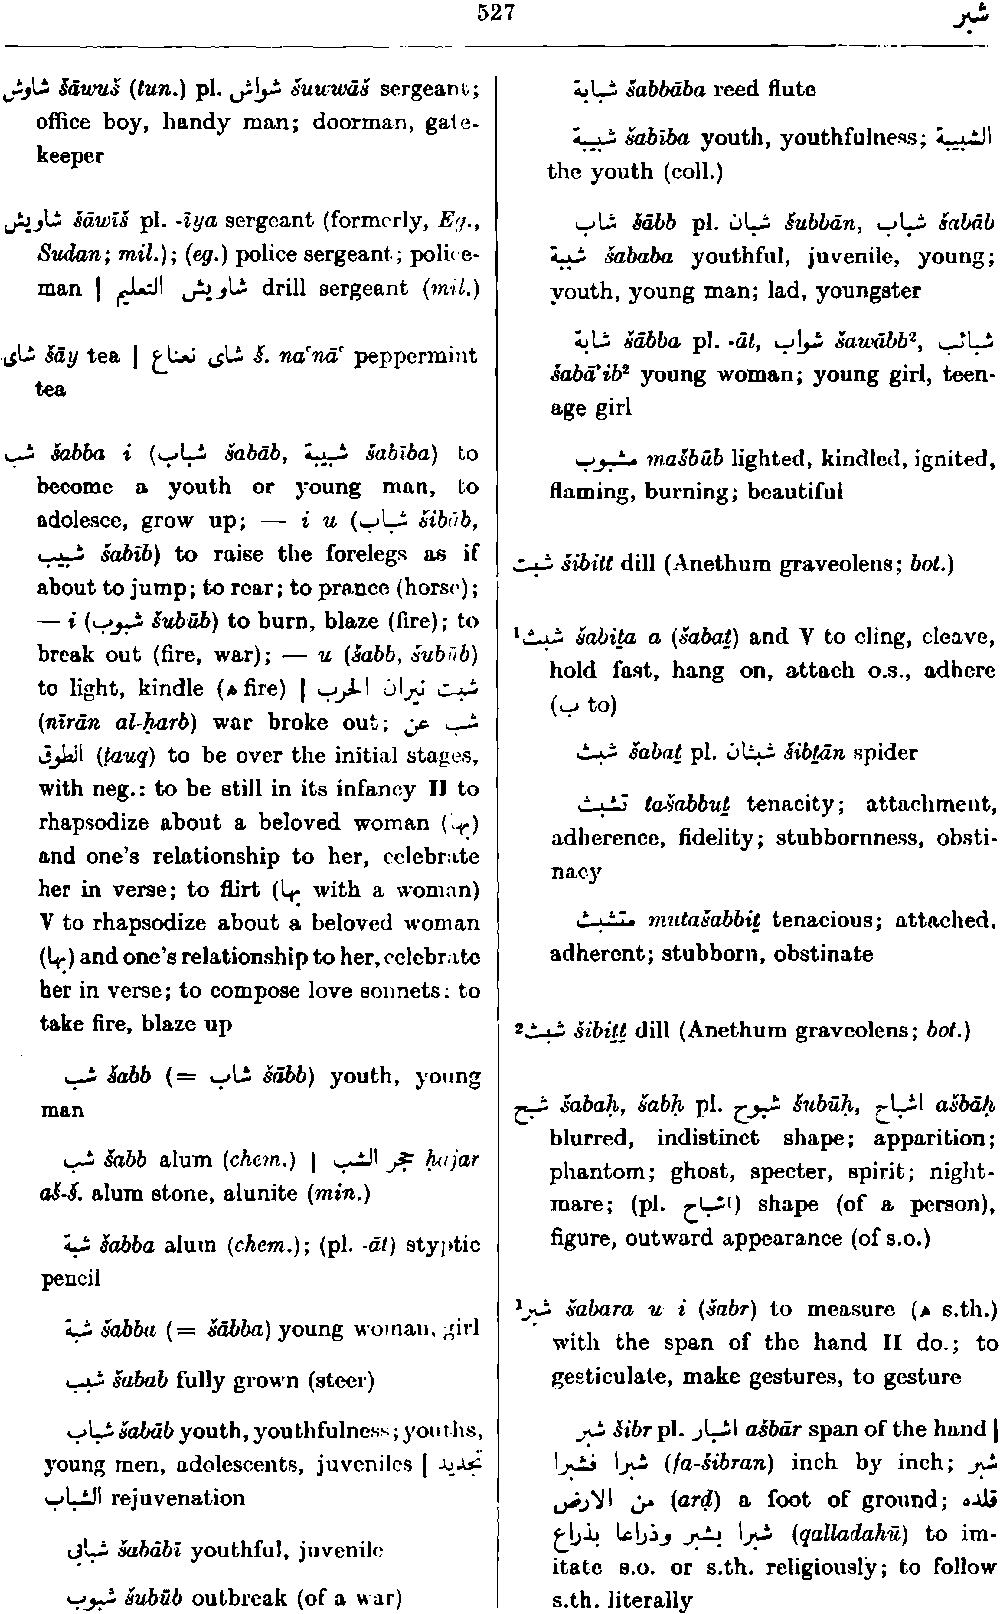 527
شبر
شاوش šāwuš (tun.) pl. شواش šuwwāš sergeant;
office boy, handy man; doorman, gate-
keeper
شاويش šāwīš pl. -īya sergeant (formerly, Eg.,
Sudan; mil.); (eg.) police sergeant; police-
man | شاويش التعليم drill sergeant (mil.)
شاى šāy tea | شاى نعناع š. naʿnāʿ peppermint
tea
شب šabba i (شباب šabāb, شبيبة šabība) to
become a youth or young man, to
adolesce, grow up; — i u (شباب šibāb,
شبيب šabīb) to raise the forelegs as if
about to jump; to rear; to prance (horse);
— i (شبوب šubūb) to burn, blaze (fire); to
break out (fire, war); — u (šabb, šubūb)
to light, kindle (ه fire) | شبت نيران الحرب
(nīrān al-ḥarb) war broke out; شب عن
الطوق (ṭauq) to be over the initial stages,
with neg.: to be still in its infancy II to
rhapsodize about a beloved woman (بها)
and one's relationship to her, celebrate
her in verse; to flirt (بها with a woman)
V to rhapsodize about a beloved woman
(بها) and one's relationship to her, celebrate
her in verse; to compose love sonnets: to
take fire, blaze up
شب šabb (= شاب šābb) youth, young
man
شب šabb alum (chem.) | حجر الشب ḥajar
aš-š. alum stone, alunite (min.)
شبة šabba alum (chem.); (pl. -āt) styptic
pencil
شبة šabba (= šābba) young woman, girl
شبب šabab fully grown (steer)
شباب šabāb youth, youthfulness; youths,
young men, adolescents, juveniles | تجديد
الشباب rejuvenation
شبابى šabābī youthful, juvenile
شبوب šubūb outbreak (of a war)
شبابة šabbāba reed flute
شبيبة šabība youth, youthfulness; الشبيبة
the youth (coll.)
شاب šābb pl. شبان šubbān, شباب šabāb
شببة šababa youthful, juvenile, young;
youth, young man; lad, youngster
شابة šābba pl. -āt, شواب šawābb², شبائب
šabāʾib² young woman; young girl, teen-
age girl
مشبوب mašbūb lighted, kindled, ignited,
flaming, burning; beautiful
شبت šibitt dill (Anethum graveolens; bot.)
¹شبث šabiṯa a (šabaṯ) and V to cling, cleave,
hold fast, hang on, attach o.s., adhere
(ب to)
شبث šabaṯ pl. شبثان šibṯān spider
تشبث tašabbuṯ tenacity; attachment,
adherence, fidelity; stubbornness, obsti-
nacy
متشبث mutašabbiṯ tenacious; attached,
adherent; stubborn, obstinate
²شبث šibiṯṯ dill (Anethum graveolens; bot.)
شبح šabaḥ, šabḥ pl. شبوح šubūḥ, اشباح ašbāḥ
blurred, indistinct shape; apparition;
phantom; ghost, specter, spirit; night-
mare; (pl. اشباح) shape (of a person),
figure, outward appearance (of s.o.)
¹شبر šabara u i (šabr) to measure (ه s.th.)
with the span of the hand II do.; to
gesticulate, make gestures, to gesture
شبر šibr pl. اشبار ašbār span of the hand |
شبرا فشبرا (fa-šibran) inch by inch; شبر
من الارض (arḍ) a foot of ground; قلده
شبرا بشبر وذراعا بذراع (qalladahū) to im-
itate s.o. or s.th. religiously; to follow
s.th. literally